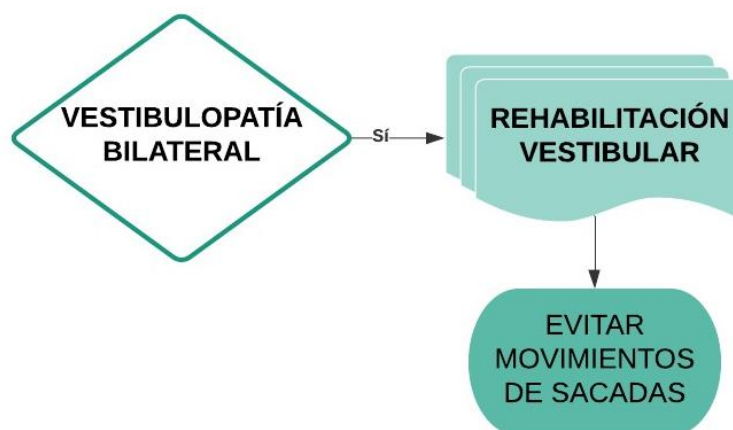 VESTIBULOPATÍA
BILATERAL
Sí
REHABILITACIÓN
VESTIBULAR
EVITAR
MOVIMIENTOS
DE SACADAS